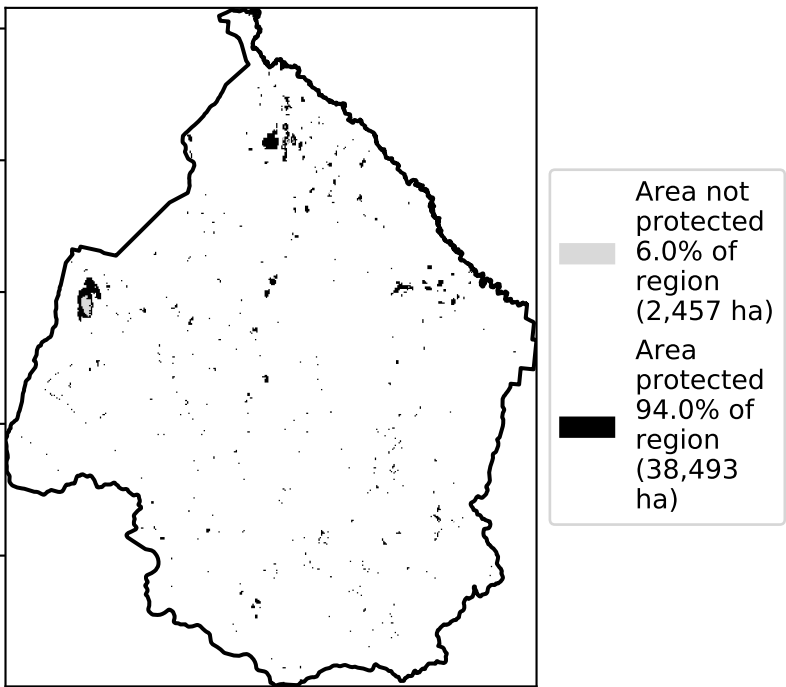 Area not
protected
6.0% of
region
(2,457 ha)
Area
protected
94.0% of
region
(38,493
ha)